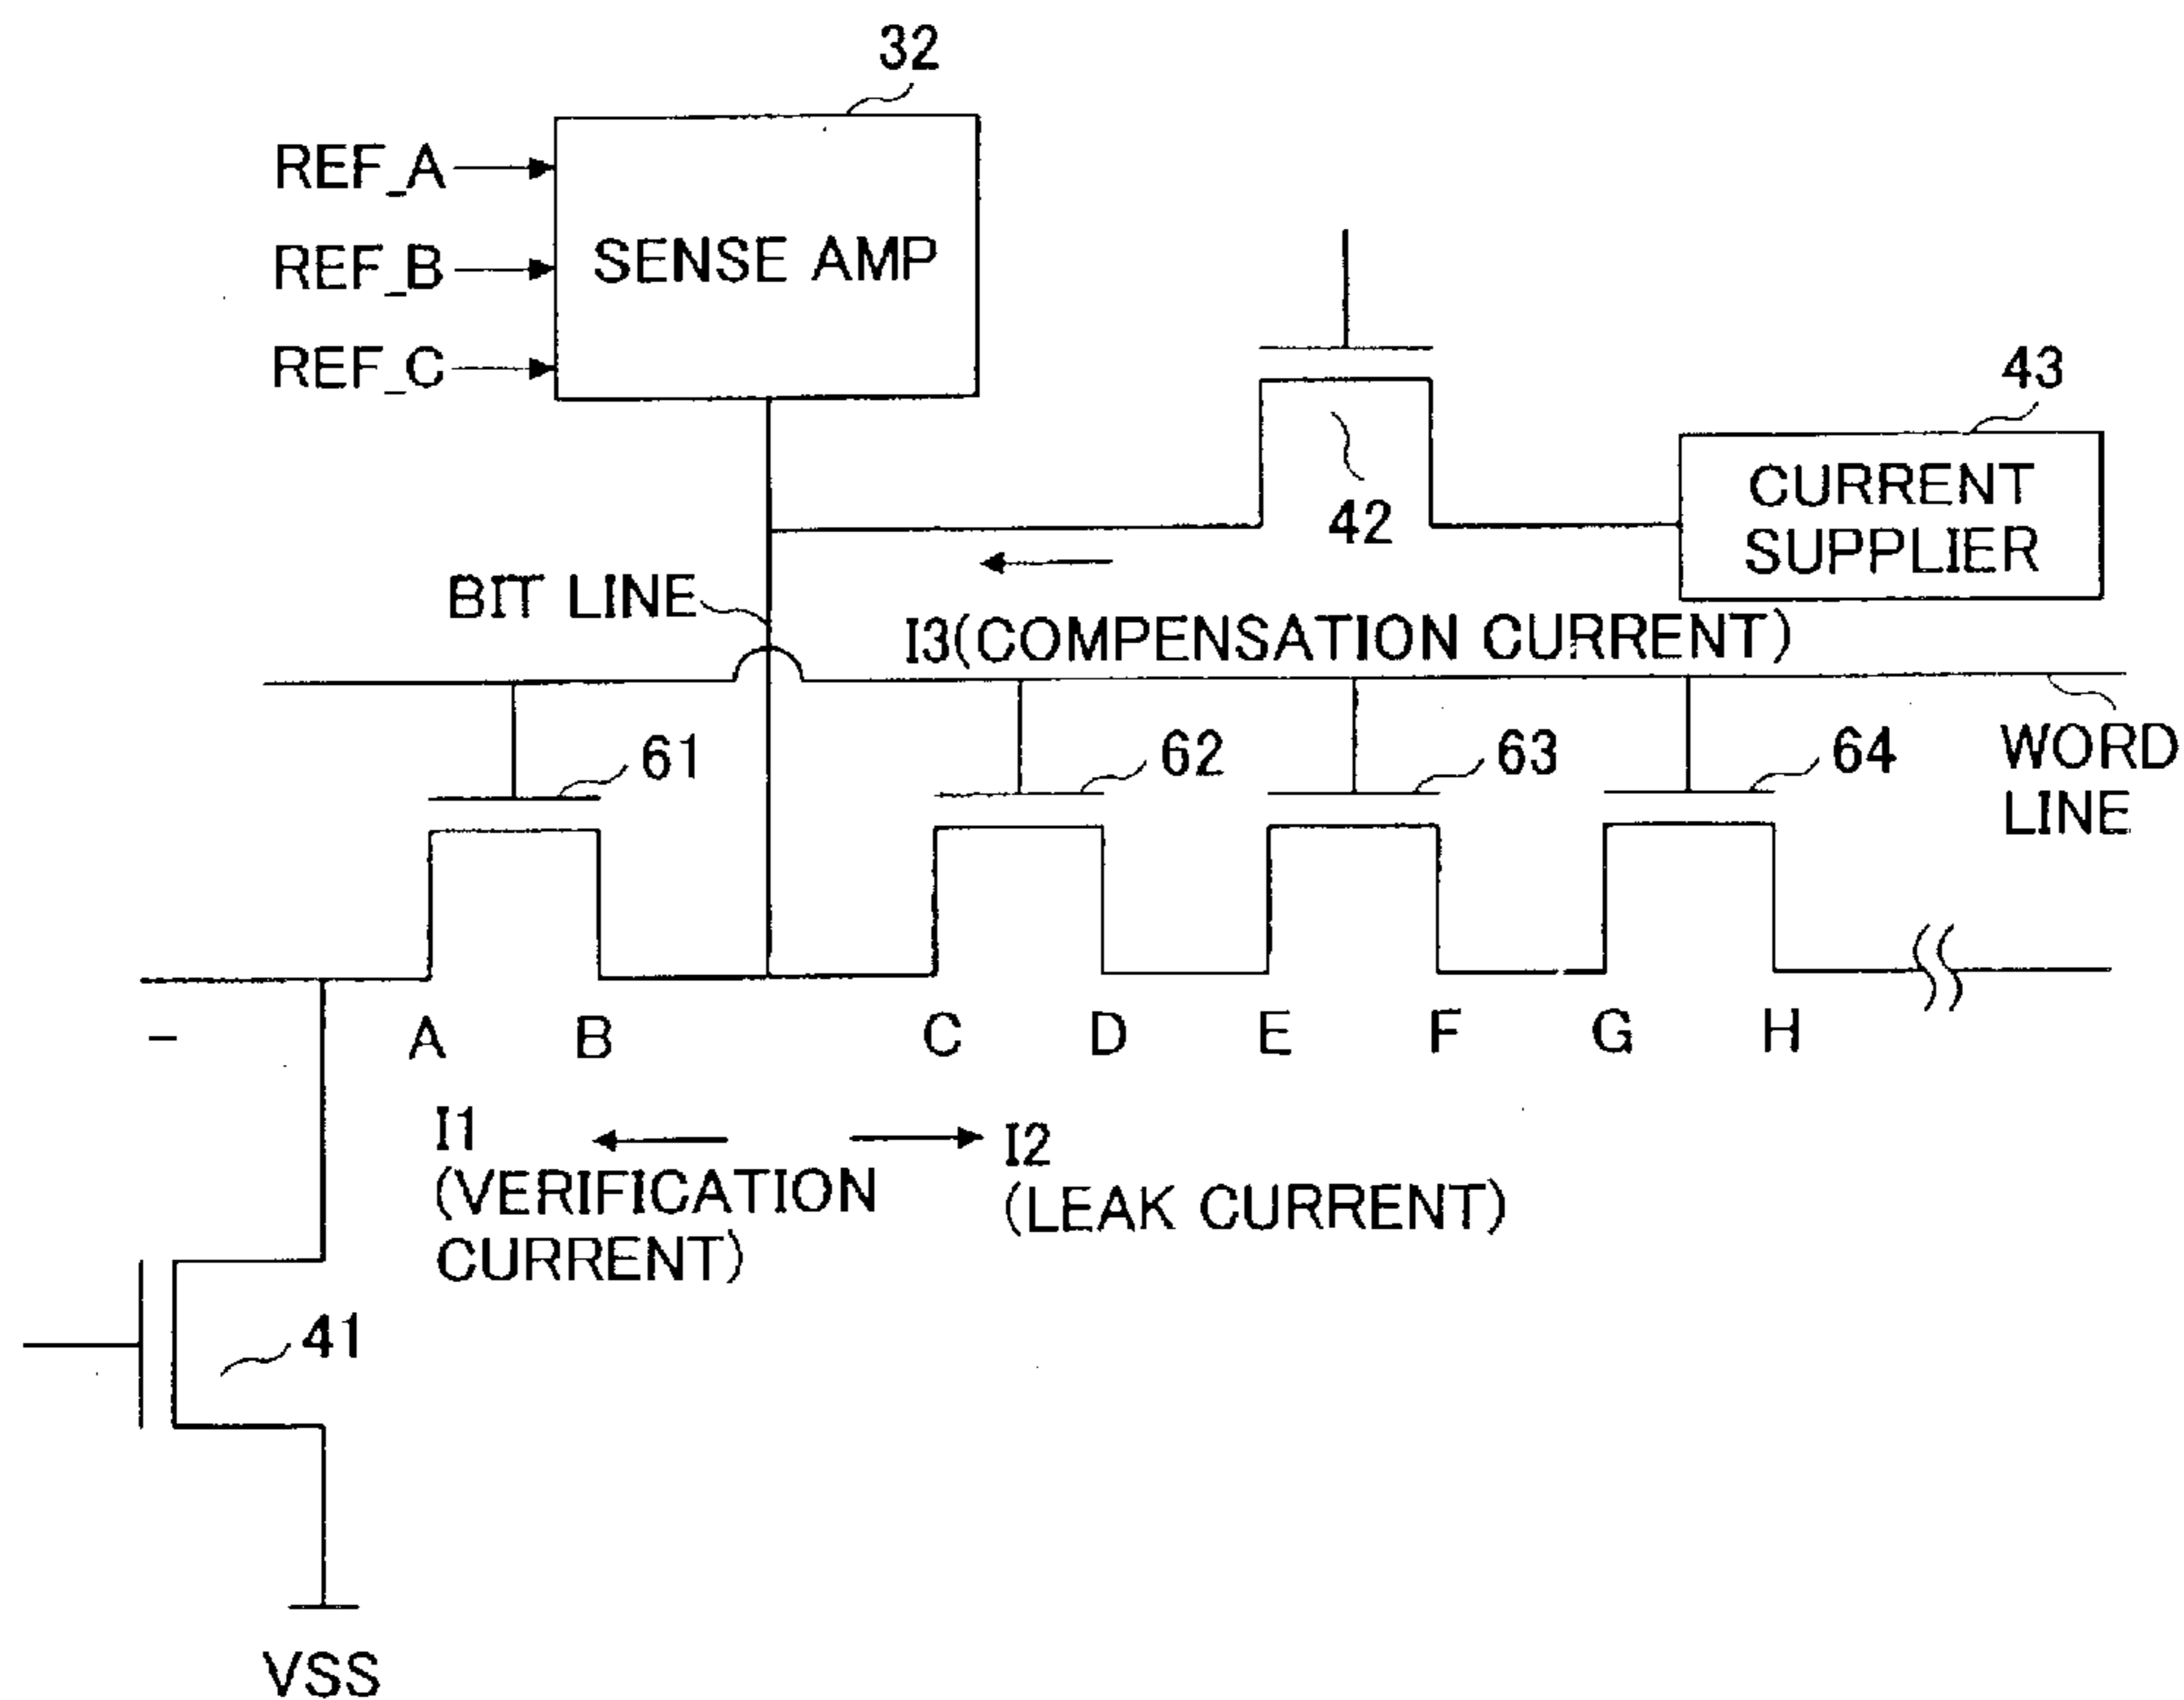 32
REF_A
REF_B
SENSE AMP
REF_C
43
CURRENT
SUPPLIER
42
BIT LINE
I3(COMPENSATION CURRENT)
61
62
63
64
WORD
LINE
–
A
B
C
D
E
F
G
H
I1
(VERIFICATION
CURRENT)
I2
(LEAK CURRENT)
41
VSS